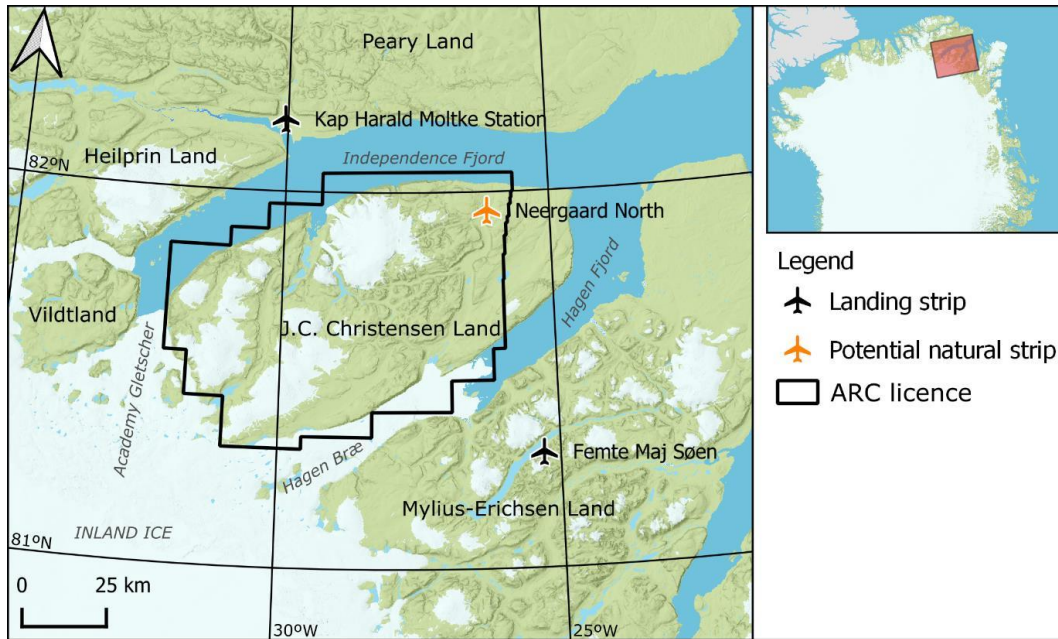 Peary Land
Kap Harald Moltke Station
Heilprin Land
82ºN
Independence Fjord
Neergaard North
Hagen Fjord
Vildtland
J.C. Christensen Land
Academy Gletscher
Hagen Bræ
Femte Maj Søen
Mylius-Erichsen Land
INLAND ICE
81ºN
0 25 km
30ºW
25ºW
Legend
Landing strip
Potential natural strip
ARC licence